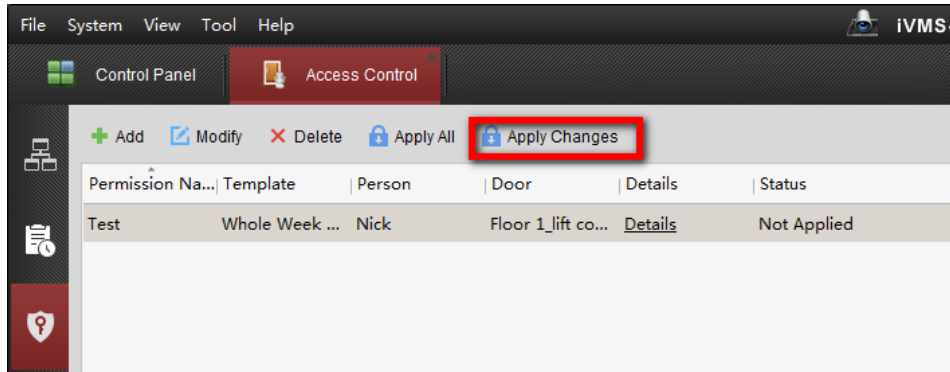 File System View Tool Help iVMS-
Control Panel Access Control
Add Modify Delete Apply All Apply Changes
Permission Na... Template Person Door Details Status
Test Whole Week ... Nick Floor 1_lift co... Details Not Applied